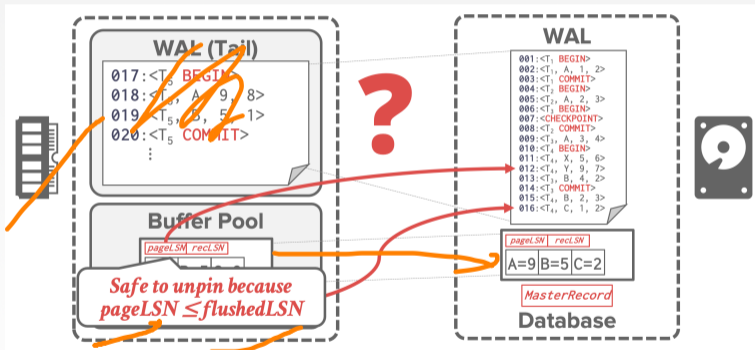 WAL (Tail)
017:<T5 BEGIN>
018:<T5, A, 9, 8>
019:<T5, B, 5, 1>
020:<T5 COMMIT>
⋮
?
Buffer Pool
pageLSN recLSN
Safe to unpin because
pageLSN ≤ flushedLSN
WAL
001:<T1 BEGIN>
002:<T1, A, 1, 2>
003:<T1 COMMIT>
004:<T2 BEGIN>
005:<T2, A, 2, 3>
006:<T3 BEGIN>
007:<CHECKPOINT>
008:<T2 COMMIT>
009:<T3, A, 3, 4>
010:<T4 BEGIN>
011:<T4, X, 5, 6>
012:<T4, Y, 9, 7>
013:<T3, B, 4, 2>
014:<T3 COMMIT>
015:<T4, B, 2, 3>
016:<T4, C, 1, 2>
pageLSN recLSN
A=9 B=5 C=2
MasterRecord
Database